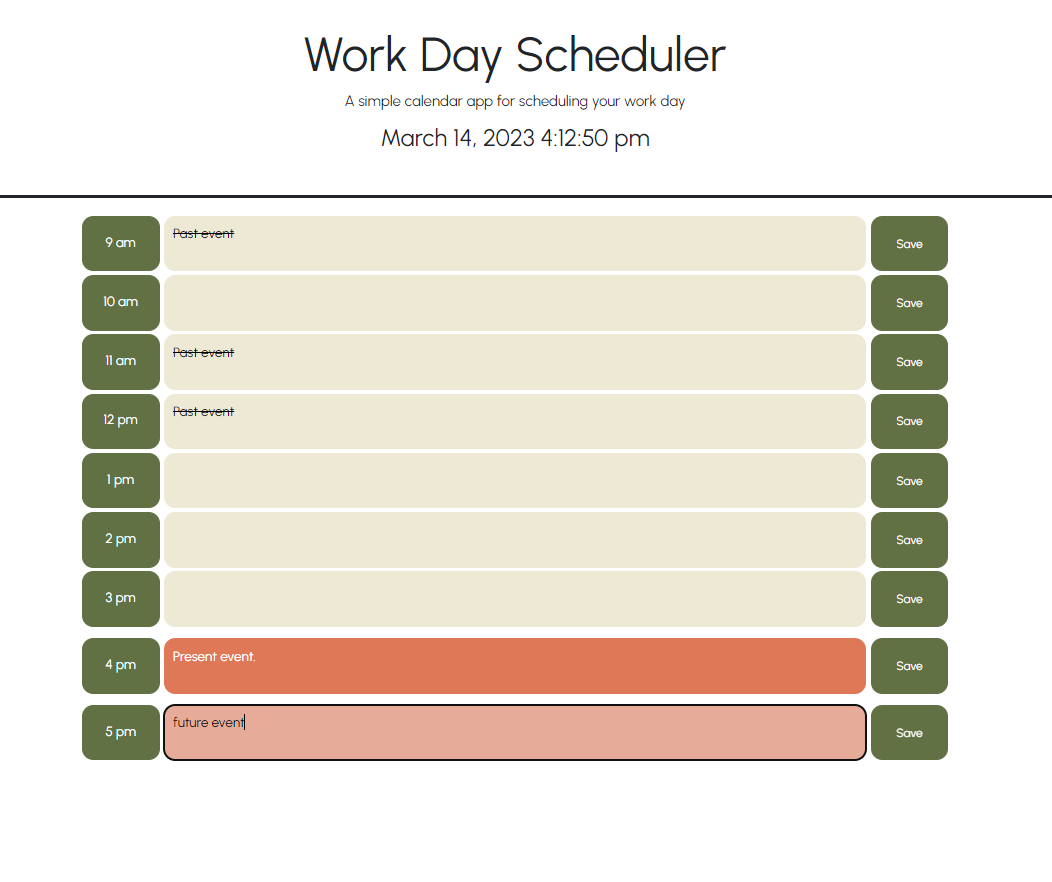 Work Day Scheduler
A simple calendar app for scheduling your work day
March 14, 2023 4:12:50 pm
9 am Past event Save
10 am Save
11 am Past event Save
12 pm Past event Save
1 pm Save
2 pm Save
3 pm Save
4 pm Present event. Save
5 pm future event Save